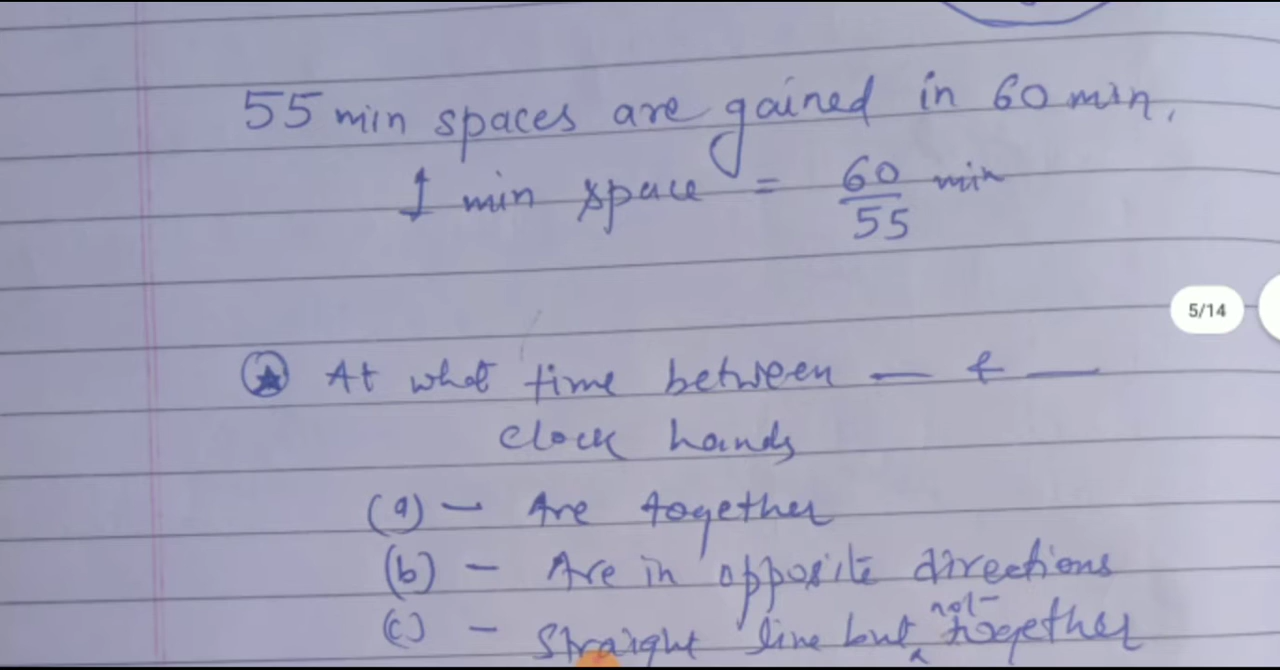 55 min spaces are gained in 60 min.
1 min space = 60/55 min
5/14
At what time between — & —
clock hands
(a) - Are together
(b) - Are in opposite directions
(c) - Straight line but not together